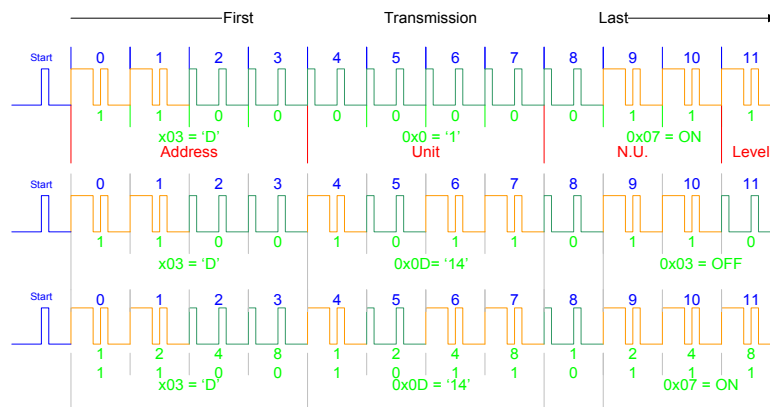 First Transmission Last
Start 0 1 2 3 4 5 6 7 8 9 10 11
1 1 0 0 0 0 0 0 0 1 1 1
x03 = ‘D’ 0x0 = ‘1’ 0x07 = ON
Address Unit N.U. Level
Start 0 1 2 3 4 5 6 7 8 9 10 11
1 1 0 0 1 0 1 1 0 1 1 0
x03 = ‘D’ 0x0D= ‘14’ 0x03 = OFF
Start 0 1 2 3 4 5 6 7 8 9 10 11
1 2 4 8 1 2 4 8 1 2 4 8
1 1 0 0 1 0 1 1 0 1 1 1
x03 = ‘D’ 0x0D = ‘14’ 0x07 = ON